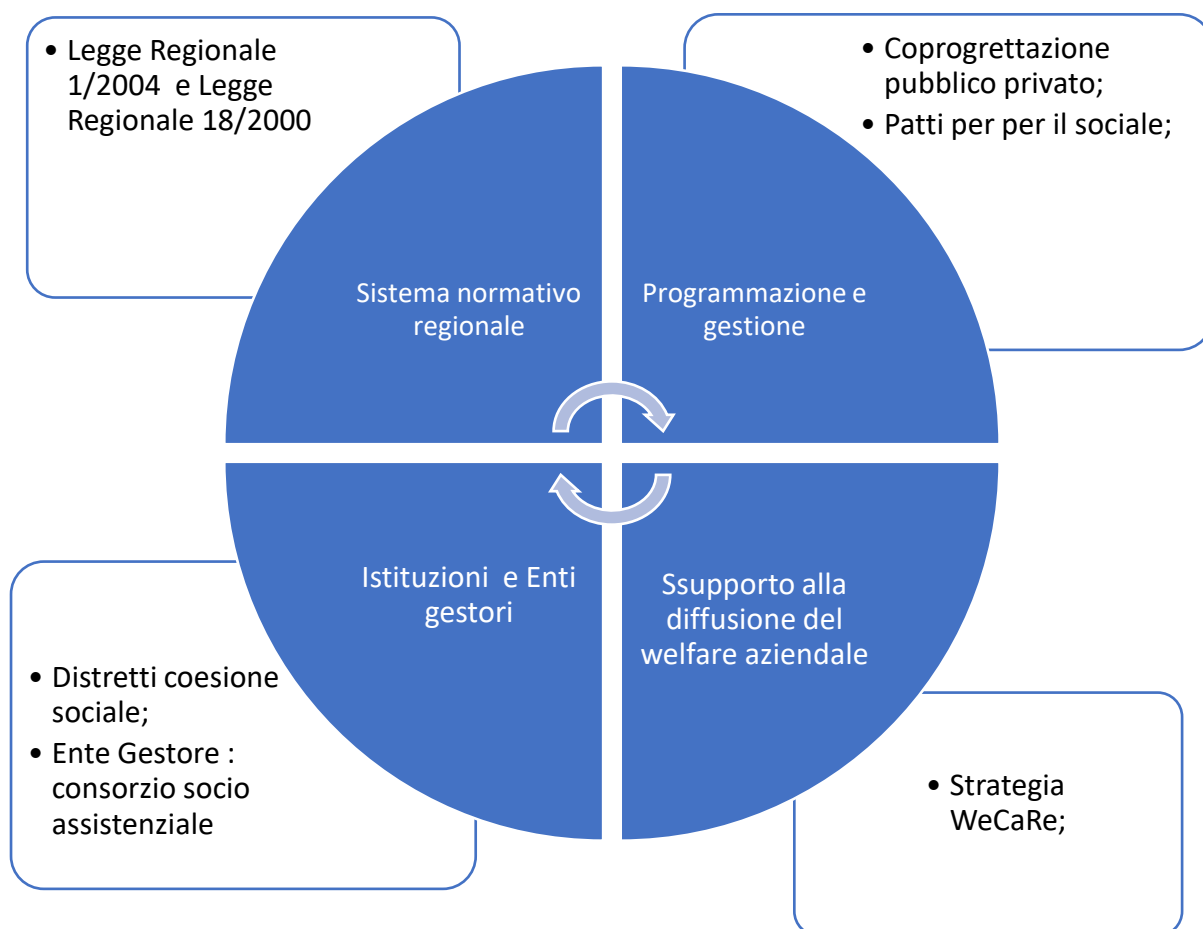 • Legge Regionale
1/2004 e Legge
Regionale 18/2000
• Coprogrettazione
pubblico privato;
• Patti per per il sociale;
Sistema normativo
regionale
Programmazione e
gestione
Istituzioni e Enti
gestori
Ssupporto alla
diffusione del
welfare aziendale
• Distretti coesione
sociale;
• Ente Gestore :
consorzio socio
assistenziale
• Strategia
WeCaRe;